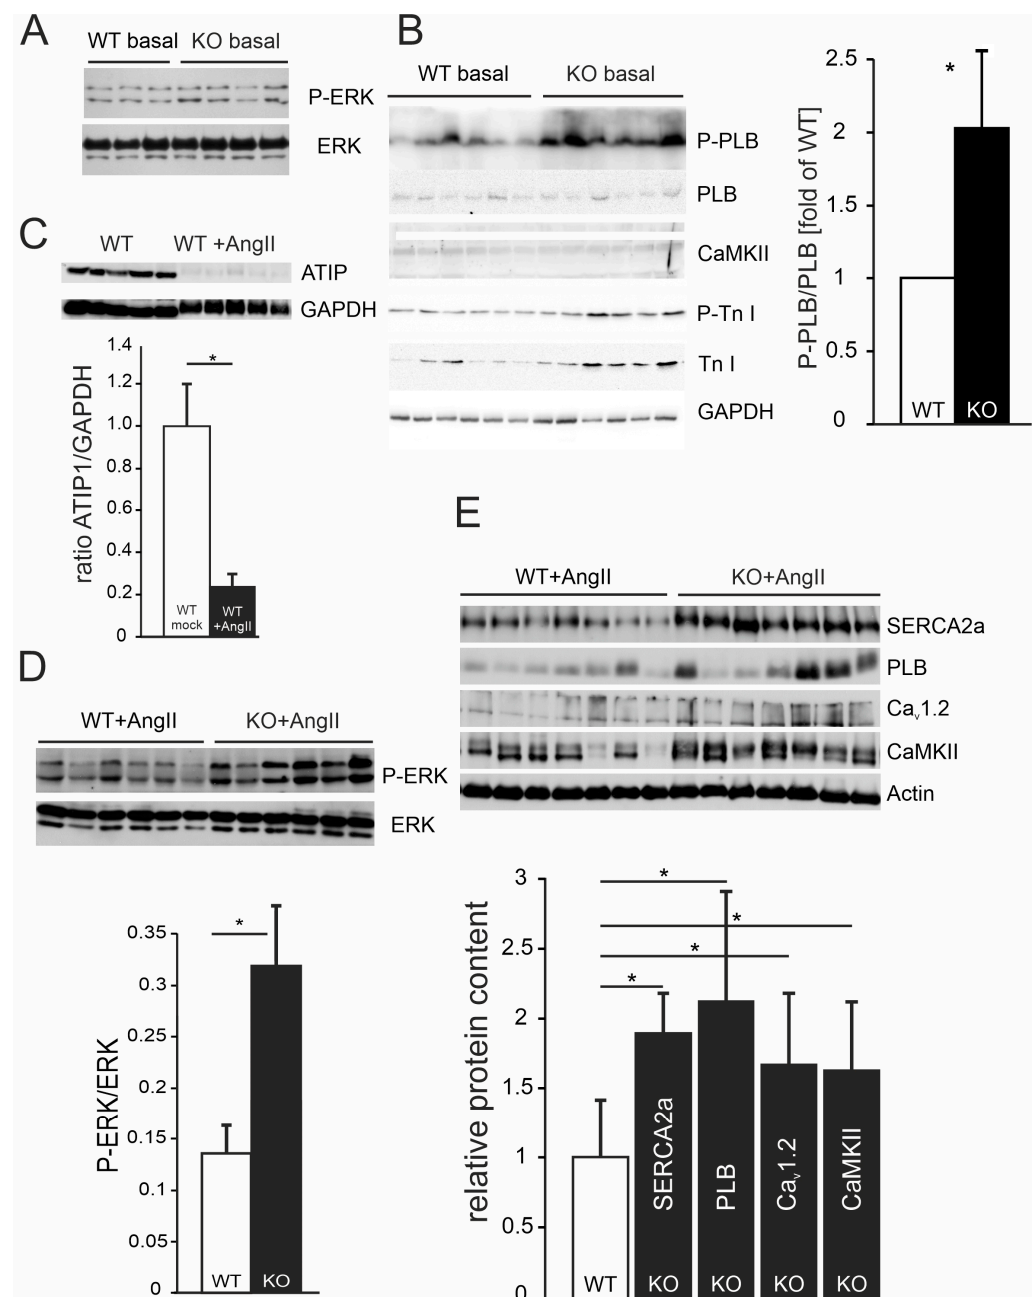 A
WT basal KO basal
P-ERK
ERK
B
WT basal KO basal
P-PLB
PLB
CaMKII
P-Tn I
Tn I
GAPDH
P-PLB/PLB [fold of WT]
2.5
2
1.5
1
0.5
0
*
WT KO
C
WT WT +AngII
ATIP
GAPDH
ratio ATIP1/GAPDH
1.4
1.2
1.0
0.8
0.6
0.4
0.2
0
*
WT mock
WT +AngII
D
WT+AngII KO+AngII
P-ERK
ERK
P-ERK/ERK
0.35
0.3
0.25
0.2
0.15
0.1
0.05
0
*
WT KO
E
WT+AngII KO+AngII
SERCA2a
PLB
Cav1.2
CaMKII
Actin
relative protein content
3
2.5
2
1.5
1
0.5
0
*
*
*
*
SERCA2a
PLB
Cav1.2
CaMKII
WT KO KO KO KO